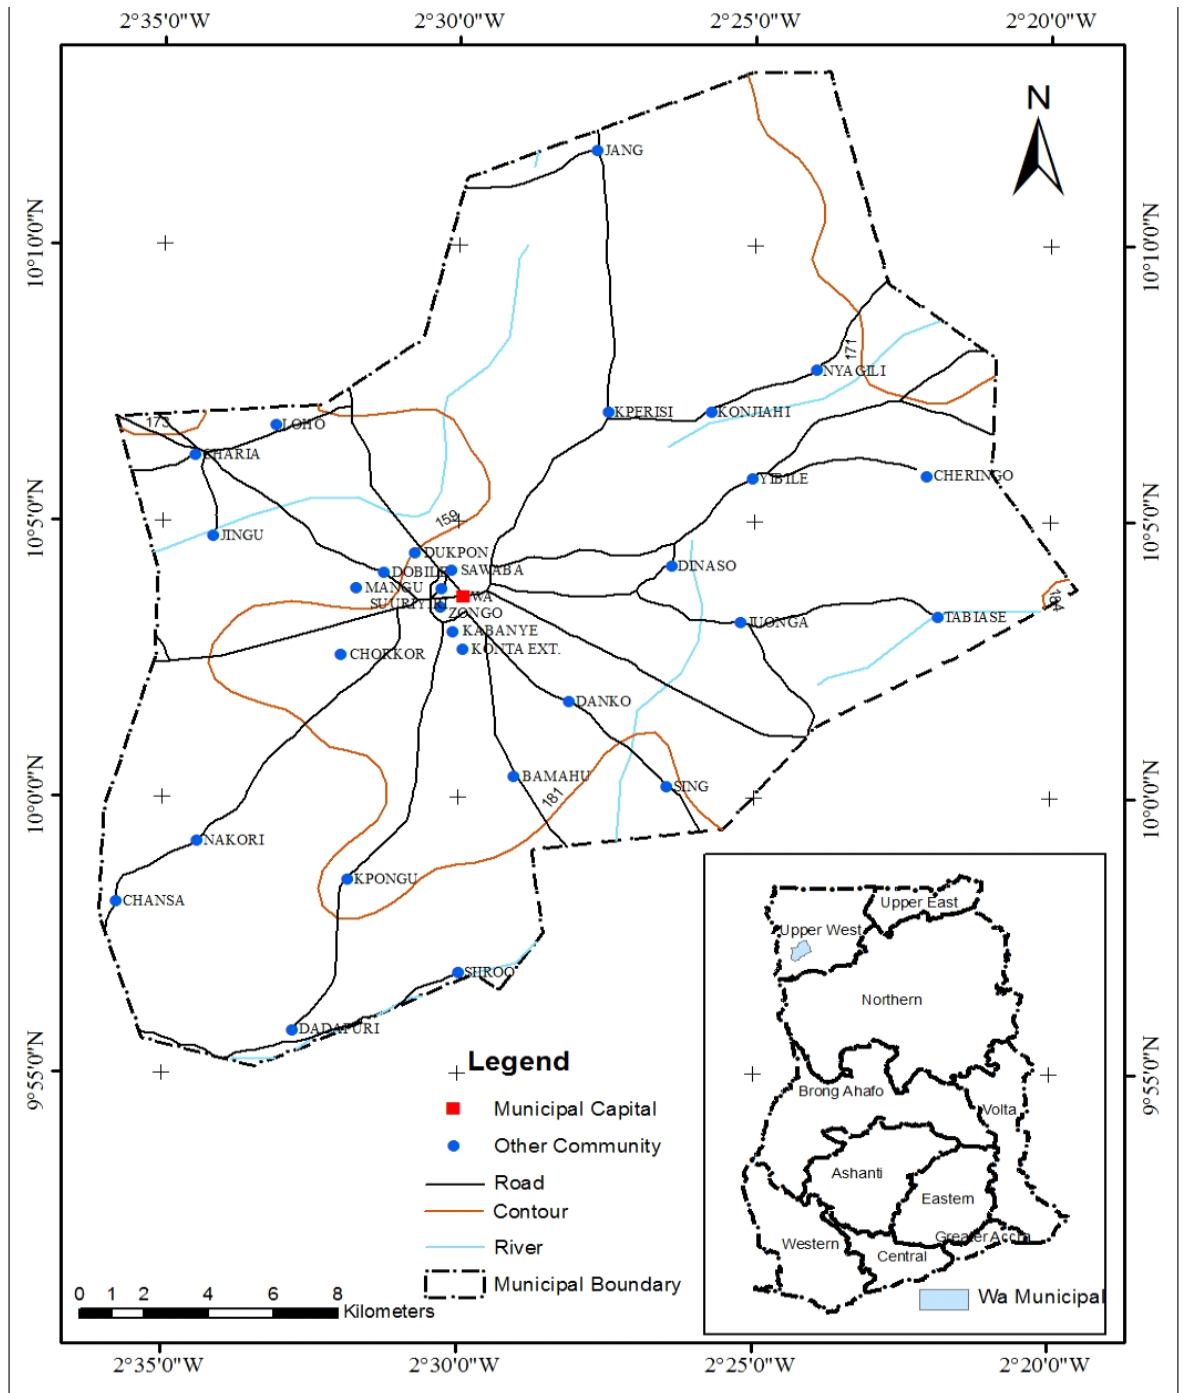 2°35'0"W 2°30'0"W 2°25'0"W 2°20'0"W
N
JANG
10°10'0"N 10°10'0"N
171
NYAGILI
KPERISI KONJIAHI
173
LOHO
CHARIA
YIBILE CHERINGO
10°5'0"N 10°5'0"N
159
JINGU
DUKPON
DOBILE SAWABA
DINASO
MANGU
SUURIYIRI WA
ZONGO
184
TABIASE
JUONGA
KABANYE
CHORKOR KONTA EXT.
DANKO
BAMAHU
SING
181
10°0'0"N 10°0'0"N
NAKORI
KPONGU
CHANSA
SHROO
DADAFURI
9°55'0"N 9°55'0"N
Legend
Municipal Capital
Other Community
Road
Contour
River
Municipal Boundary
0 1 2 4 6 8
Kilometers
Upper East
Upper West
Northern
Brong Ahafo
Volta
Ashanti
Eastern
Greater Accra
Western
Central
Wa Municipal
2°35'0"W 2°30'0"W 2°25'0"W 2°20'0"W